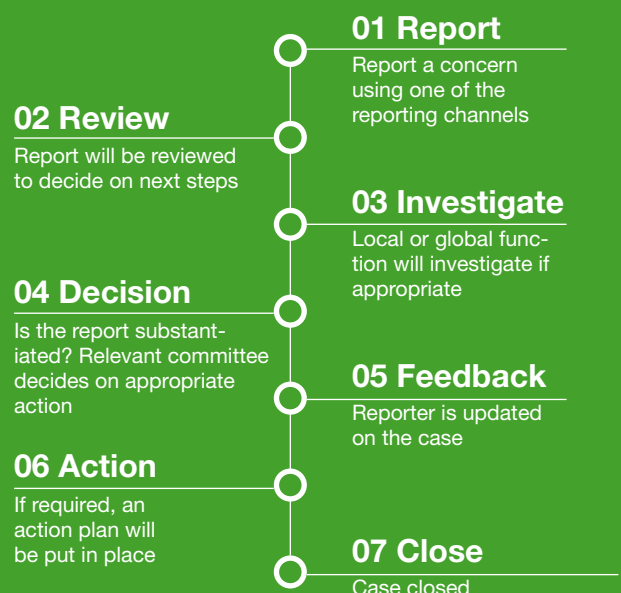 01 Report
Report a concern
using one of the
reporting channels
02 Review
Report will be reviewed
to decide on next steps
03 Investigate
Local or global func-
tion will investigate if
appropriate
04 Decision
Is the report substant-
iated? Relevant committee
decides on appropriate
action
05 Feedback
Reporter is updated
on the case
06 Action
If required, an
action plan will
be put in place
07 Close
Case closed